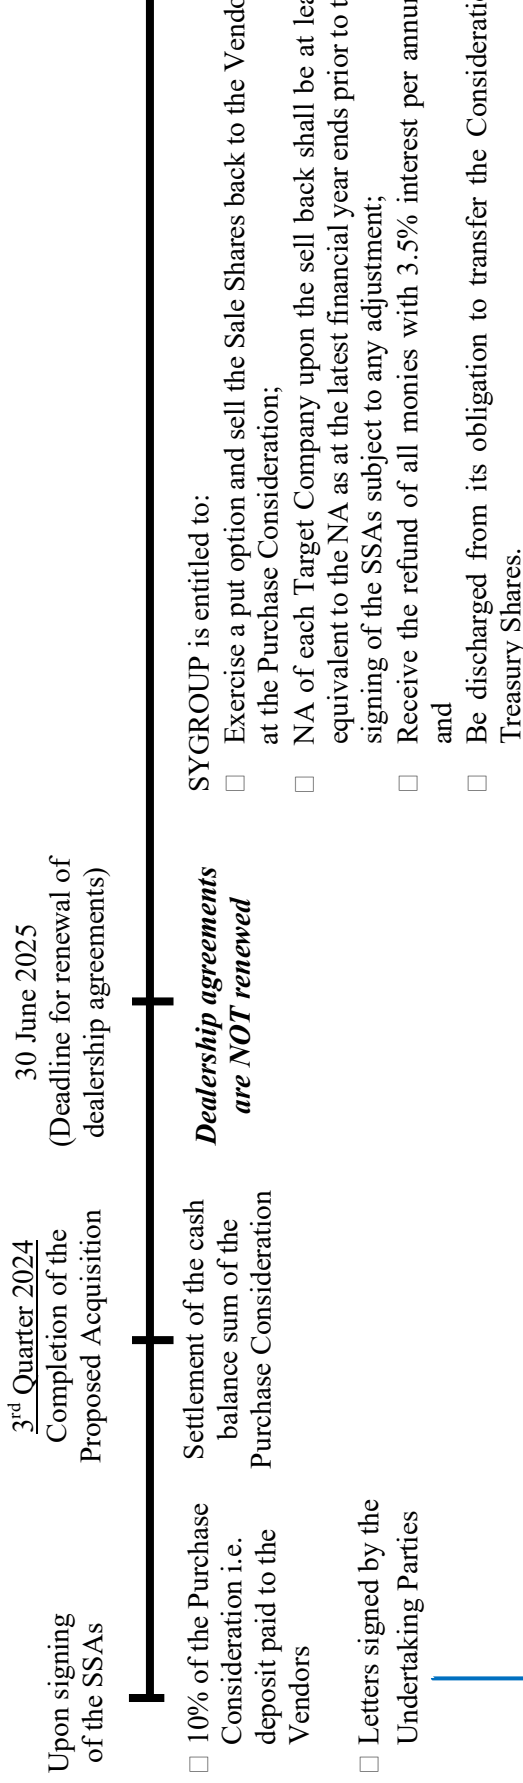 Upon signing
of the SSAs
3rd Quarter 2024
Completion of the
Proposed Acquisition
30 June 2025
(Deadline for renewal of
dealership agreements)
☐ 10% of the Purchase
Consideration i.e.
deposit paid to the
Vendors
☐ Letters signed by the
Undertaking Parties
Settlement of the cash
balance sum of the
Purchase Consideration
Dealership agreements
are NOT renewed
SYGROUP is entitled to:
☐ Exercise a put option and sell the Sale Shares back to the Vendo
at the Purchase Consideration;
☐ NA of each Target Company upon the sell back shall be at lea
equivalent to the NA as at the latest financial year ends prior to t
signing of the SSAs subject to any adjustment;
☐ Receive the refund of all monies with 3.5% interest per annu
and
☐ Be discharged from its obligation to transfer the Considerati
Treasury Shares.